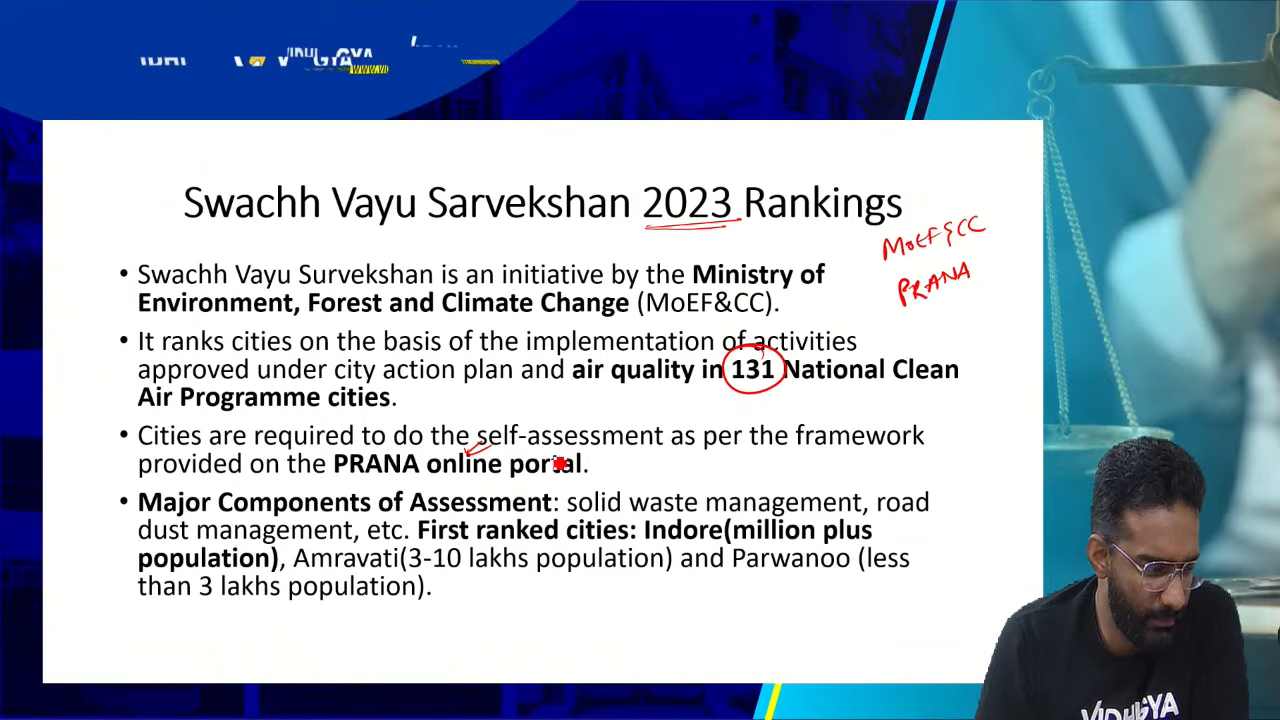 VIDHIGYA
Swachh Vayu Sarvekshan 2023 Rankings
MoEF&CC
PRANA
• Swachh Vayu Survekshan is an initiative by the Ministry of
Environment, Forest and Climate Change (MoEF&CC).
• It ranks cities on the basis of the implementation of activities
approved under city action plan and air quality in 131 National Clean
Air Programme cities.
• Cities are required to do the self-assessment as per the framework
provided on the PRANA online portal.
• Major Components of Assessment: solid waste management, road
dust management, etc. First ranked cities: Indore(million plus
population), Amravati(3-10 lakhs population) and Parwanoo (less
than 3 lakhs population).
VIDHIGYA